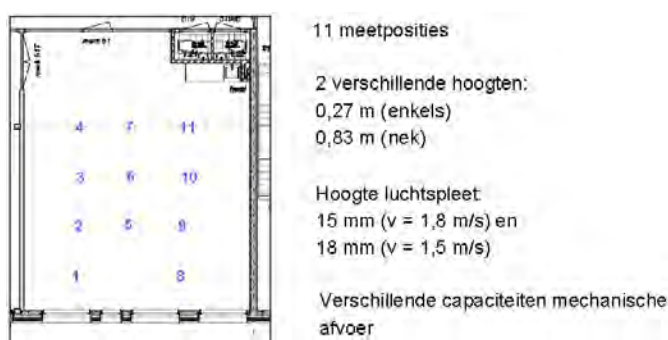 11 meetposities
2 verschillende hoogten:
0,27 m (enkels)
0,83 m (nek)
Hoogte luchtspleet
15 mm (v = 1,8 m/s) en
18 mm (v = 1,5 m/s)
Verschillende capaciteiten mechanische
afvoer
4 7 11
3 6 10
2 5 9
1 8